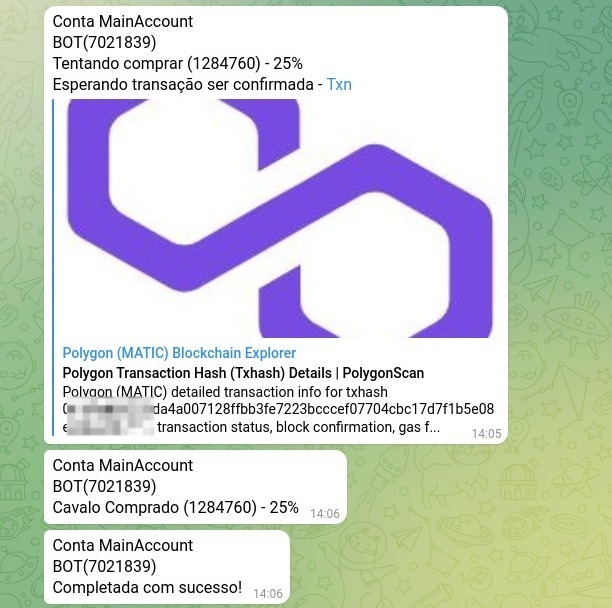 Conta MainAccount
BOT(7021839)
Tentando comprar (1284760) - 25%
Esperando transação ser confirmada - Txn
Polygon (MATIC) Blockchain Explorer
Polygon Transaction Hash (Txhash) Details | PolygonScan
Polygon (MATIC) detailed transaction info for txhash
da4a007128ffbb3fe7223bcccef07704cbc17d7f1b5e08
transaction status, block confirmation, gas f...
14:05
Conta MainAccount
BOT(7021839)
Cavalo Comprado (1284760) - 25% 14:06
Conta MainAccount
BOT(7021839)
Completada com sucesso! 14:06